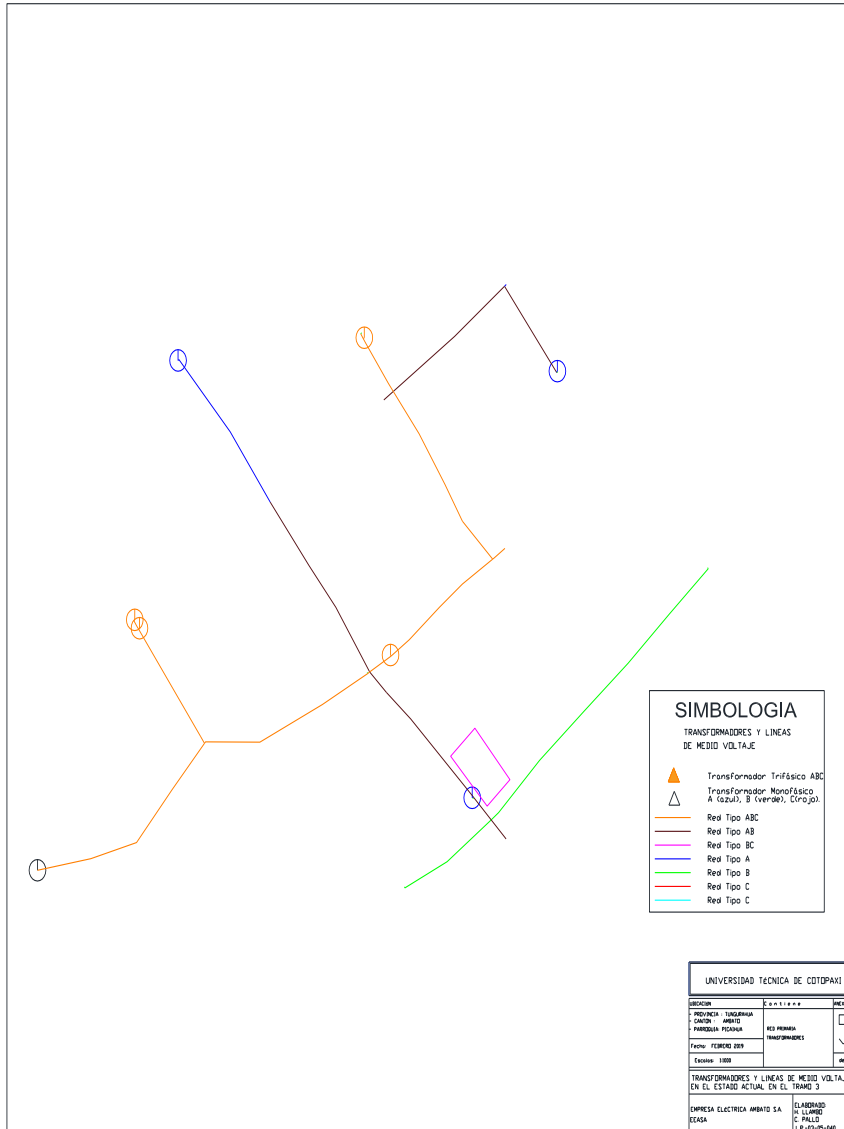 SIMBOLOGIA
TRANSFORMADORES Y LINEAS
DE MEDIO VOLTAJE
Transformador Trifásico ABC
Transformador Monofásico
A (azul), B (verde), C(rojo).
Red Tipo ABC
Red Tipo AB
Red Tipo BC
Red Tipo A
Red Tipo B
Red Tipo C
Red Tipo C
UNIVERSIDAD TéCNICA DE COTOPAXI
UBICACION
Contiene
- PROVINCIA : TUNGURAHUA
- CANTON : AMBATO
- PARROQUIA: PICAIHUA
RED PRIMARIA
TRANSFORMADORES
Fecha: FEBRERO 2019
Escalas: 1:1000
de
TRANSFORMADORES Y LINEAS DE MEDIO VOLTA
EN EL ESTADO ACTUAL EN EL TRAMO 3
EMPRESA ELéCTRICA AMBATO S.A.
EEASA
ELABORADO:
H. LLAMBO
C. PALLO